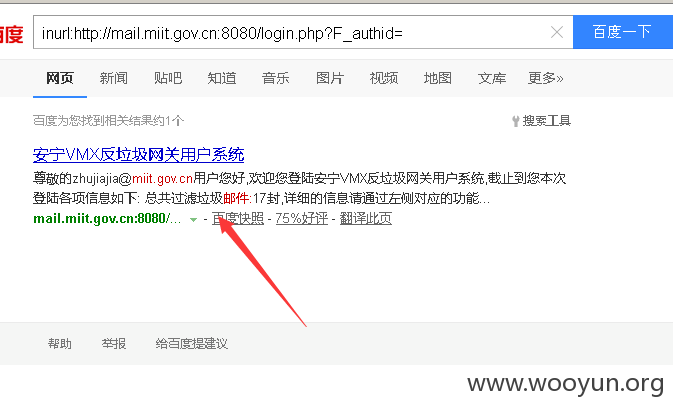 百度 inurl:http://mail.miit.gov.cn:8080/login.php?F_authid= 百度一下
网页 新闻 贴吧 知道 音乐 图片 视频 地图 文库 更多»
百度为您找到相关结果约1个 搜索工具
安宁VMX反垃圾网关用户系统
尊敬的zhujiajia@miit.gov.cn用户您好,欢迎您登陆安宁VMX反垃圾网关用户系统,截止到您本次
登陆各项信息如下: 总共过滤垃圾邮件:17封,详细的信息请通过左侧对应的功能...
mail.miit.gov.cn:8080/... - 百度快照 - 75%好评 - 翻译此页
帮助 举报 给百度提建议
www.wooyun.org